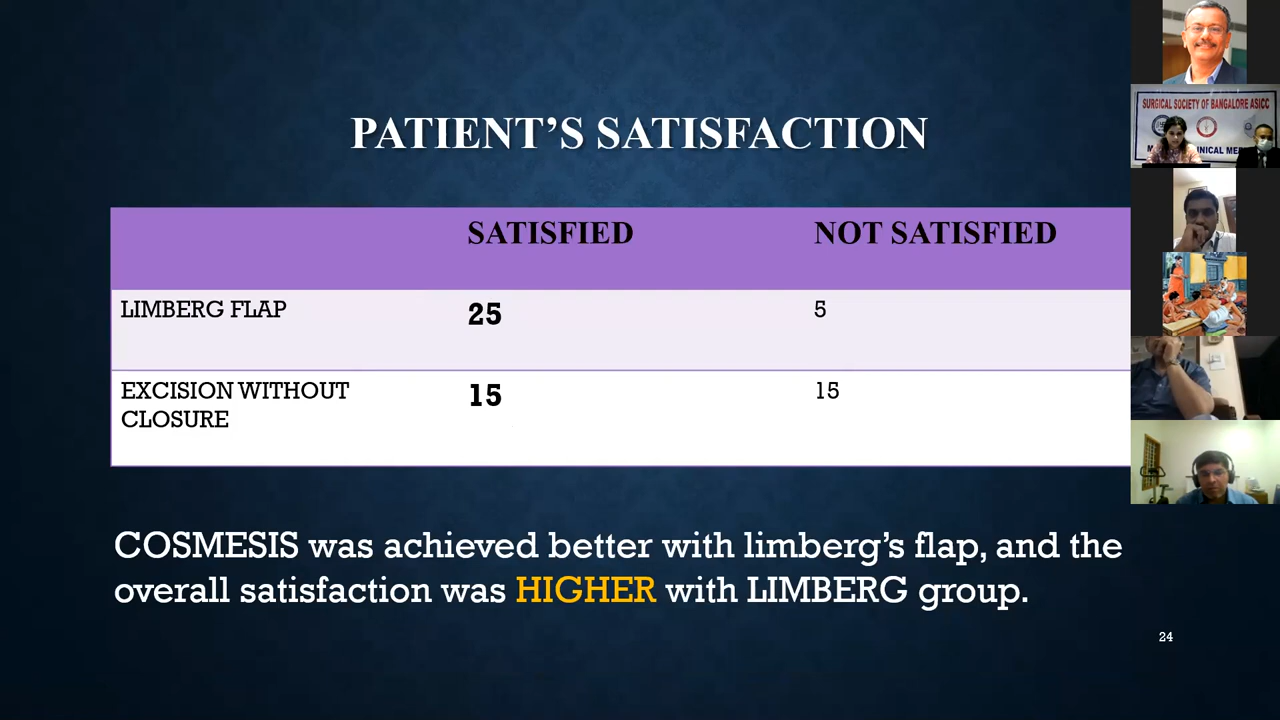 PATIENT'S SATISFACTION
SATISFIED NOT SATISFIED
LIMBERG FLAP 25 5
EXCISION WITHOUT 15 15
CLOSURE
COSMESIS was achieved better with limberg's flap, and the
overall satisfaction was HIGHER with LIMBERG group.
24
SURGICAL SOCIETY OF BANGALORE ASICC